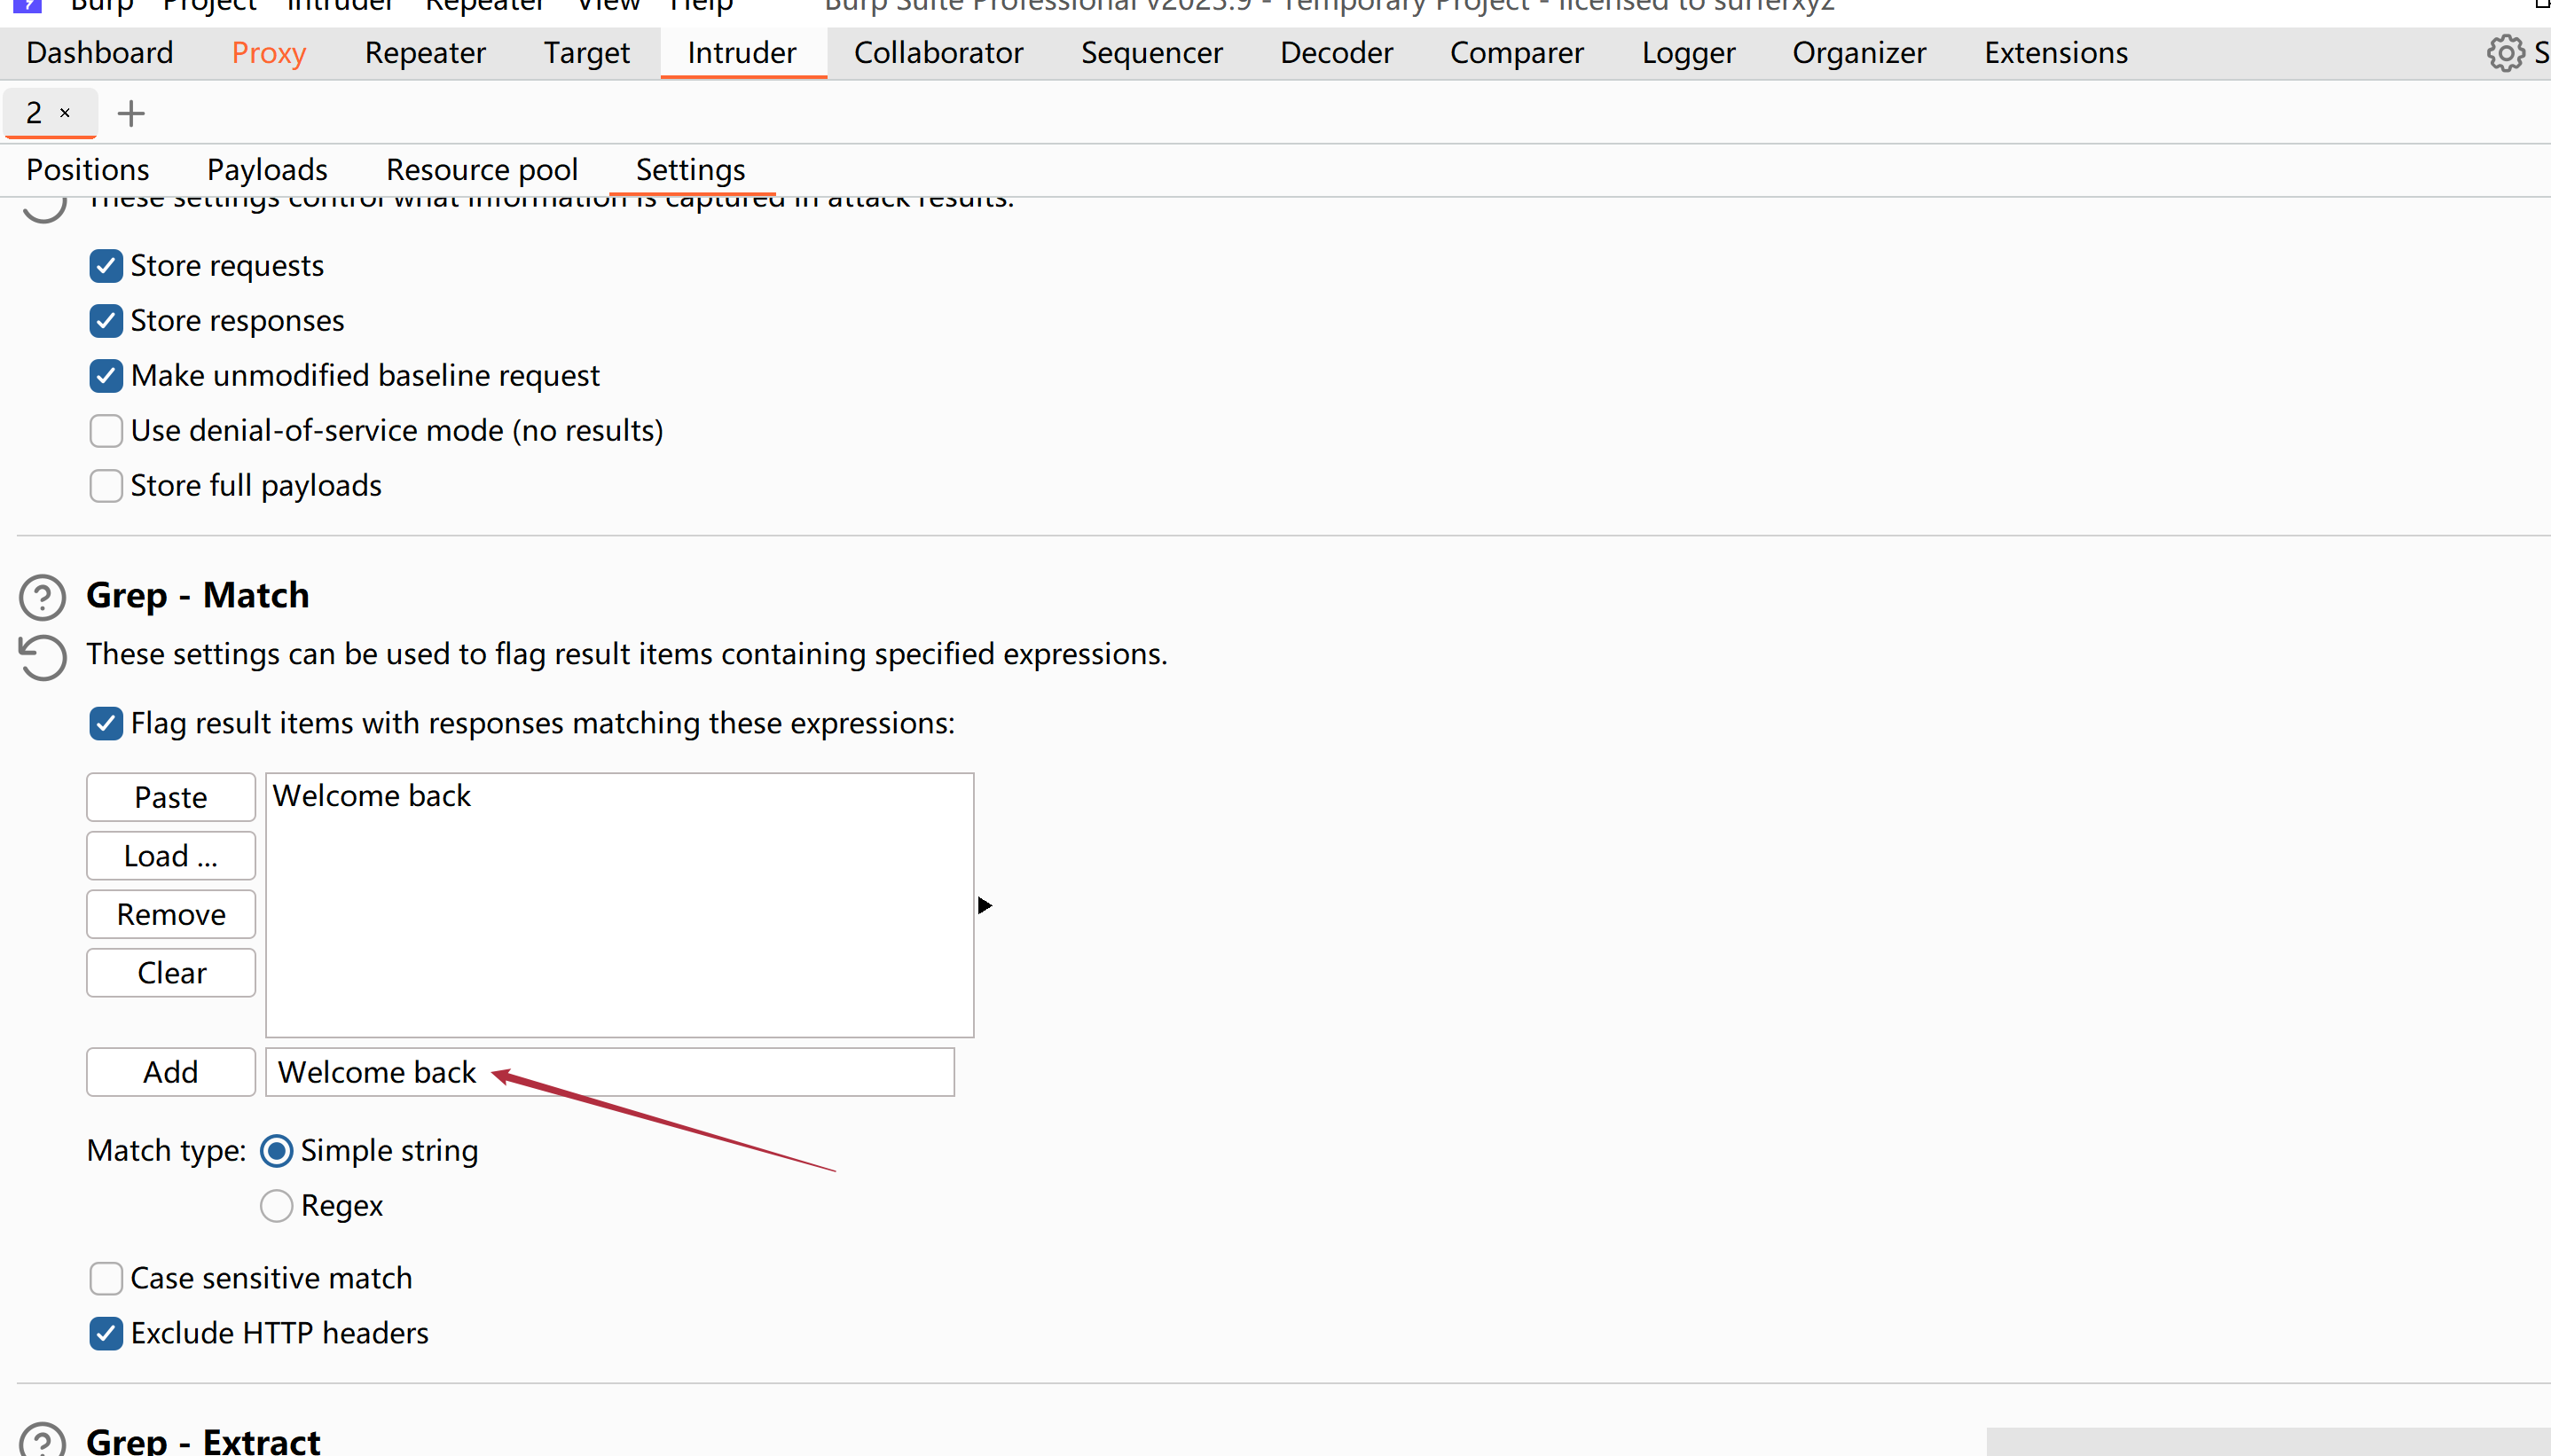 Burp Project Intruder Repeater View Help Burp Suite Professional v2023.9 - Temporary Project - licensed to surferxyz
Dashboard Proxy Repeater Target Intruder Collaborator Sequencer Decoder Comparer Logger Organizer Extensions S
2 ×
Positions Payloads Resource pool Settings
These settings control what information is captured in attack results.
Store requests
Store responses
Make unmodified baseline request
Use denial-of-service mode (no results)
Store full payloads
Grep - Match
These settings can be used to flag result items containing specified expressions.
Flag result items with responses matching these expressions:
Paste
Welcome back
Load ...
Remove
Clear
Add
Welcome back
Match type:
Simple string
Regex
Case sensitive match
Exclude HTTP headers
Grep - Extract